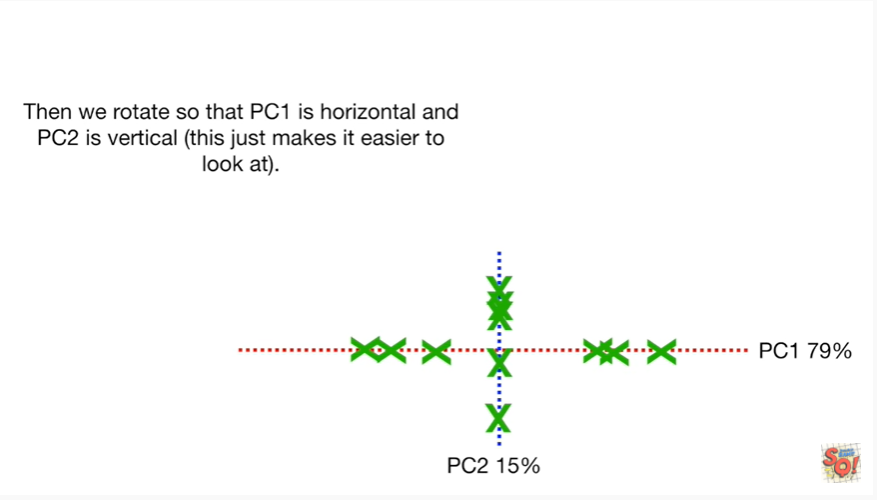 Then we rotate so that PC1 is horizontal and
PC2 is vertical (this just makes it easier to
look at).
PC1 79%
PC2 15%
SQ!